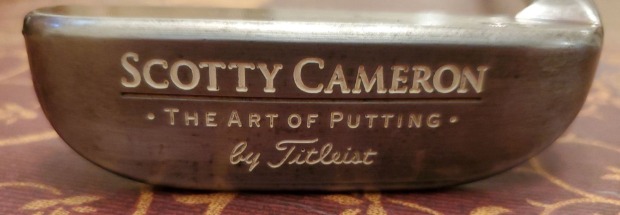 SCOTTY CAMERON
· THE ART OF PUTTING ·
by Titleist